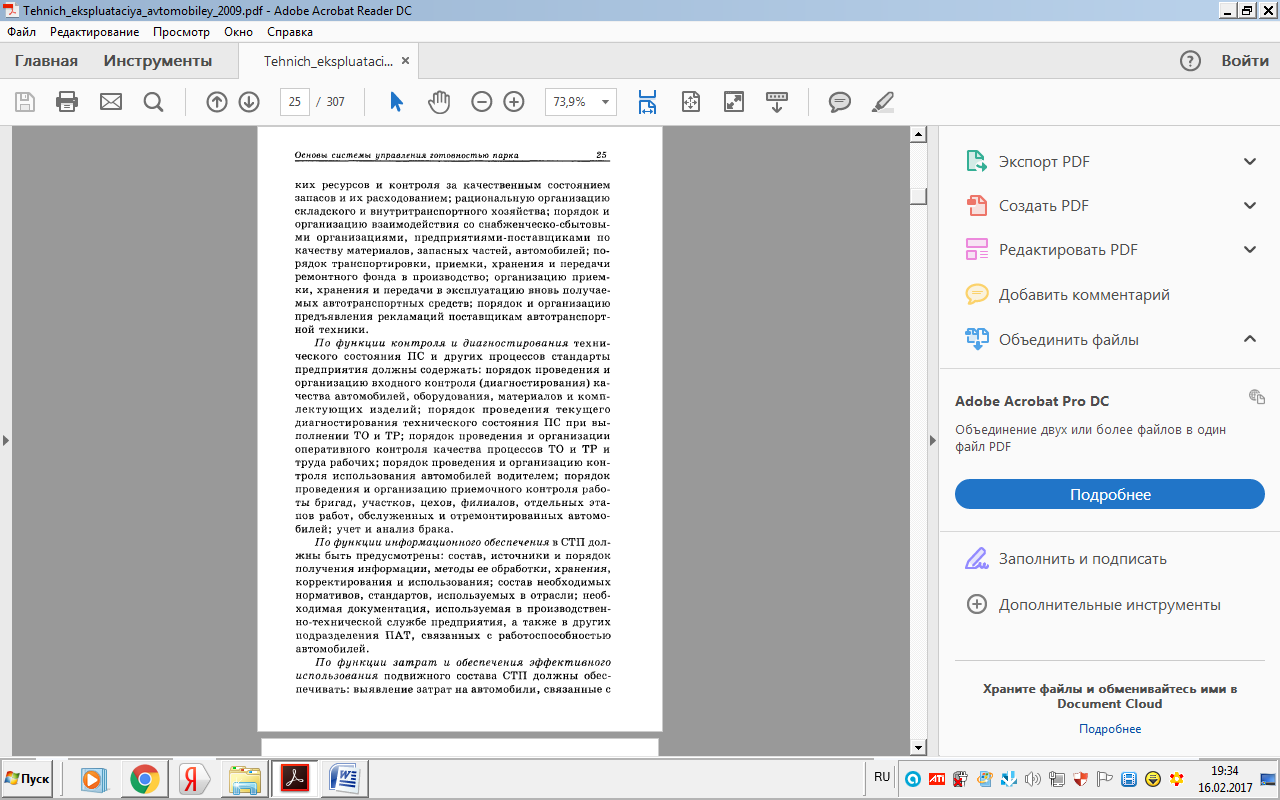 Tehnich_ekspluataciya_avtomobiley_2009.pdf - Adobe Acrobat Reader DC
Файл Редактирование Просмотр Окно Справка
Главная Инструменты Tehnich_ekspluataci... × Войти
25 / 307 73,9%
Основы системы управления готовностью парка 25
ких ресурсов и контроля за качественным состоянием
запасов и их расходованием; рациональную организацию
складского и внутритранспортного хозяйства; порядок и
организацию взаимодействия со снабженческо-сбытовы-
ми организациями, предприятиями-поставщиками по
качеству материалов, запасных частей, автомобилей; по-
рядок транспортировки, приемки, хранения и передачи
ремонтного фонда в производство; организацию прием-
ки, хранения и передачи в эксплуатацию вновь получае-
мых автотранспортных средств; порядок и организацию
предъявления рекламаций поставщикам автотранспорт-
ной техники.
По функции контроля и диагностирования техни-
ческого состояния ПС и других процессов стандарты
предприятия должны содержать: порядок проведения и
организацию входного контроля (диагностирования) ка-
чества автомобилей, оборудования, материалов и комп-
лектующих изделий; порядок проведения текущего
диагностирования технического состояния ПС при вы-
полнении ТО и ТР; порядок проведения и организации
оперативного контроля качества процессов ТО и ТР и
труда рабочих; порядок проведения и организацию кон-
троля использования автомобилей водителем; порядок
проведения и организацию приемочного контроля рабо-
ты бригад, участков, цехов, филиалов, отдельных эта-
пов работ, обслуженных и отремонтированных автомо-
билей; учет и анализ брака.
По функции информационного обеспечения в СТП дол-
жны быть предусмотрены: состав, источники и порядок
получения информации, методы ее обработки, хранения,
корректирования и использования; состав необходимых
нормативов, стандартов, используемых в отрасли; необ-
ходимая документация, используемая в производствен-
но-технической службе предприятия, а также в других
подразделения ПАТ, связанных с работоспособностью
автомобилей.
По функции затрат и обеспечения эффективного
использования подвижного состава СТП должны обес-
печивать: выявление затрат на автомобили, связанные с
Экспорт PDF
Создать PDF
Редактировать PDF
Добавить комментарий
Объединить файлы
Adobe Acrobat Pro DC
Объединение двух или более файлов в один
файл PDF
Подробнее
Заполнить и подписать
Дополнительные инструменты
Храните файлы и обменивайтесь ими в
Document Cloud
Подробнее
Пуск RU 19:34
16.02.2017